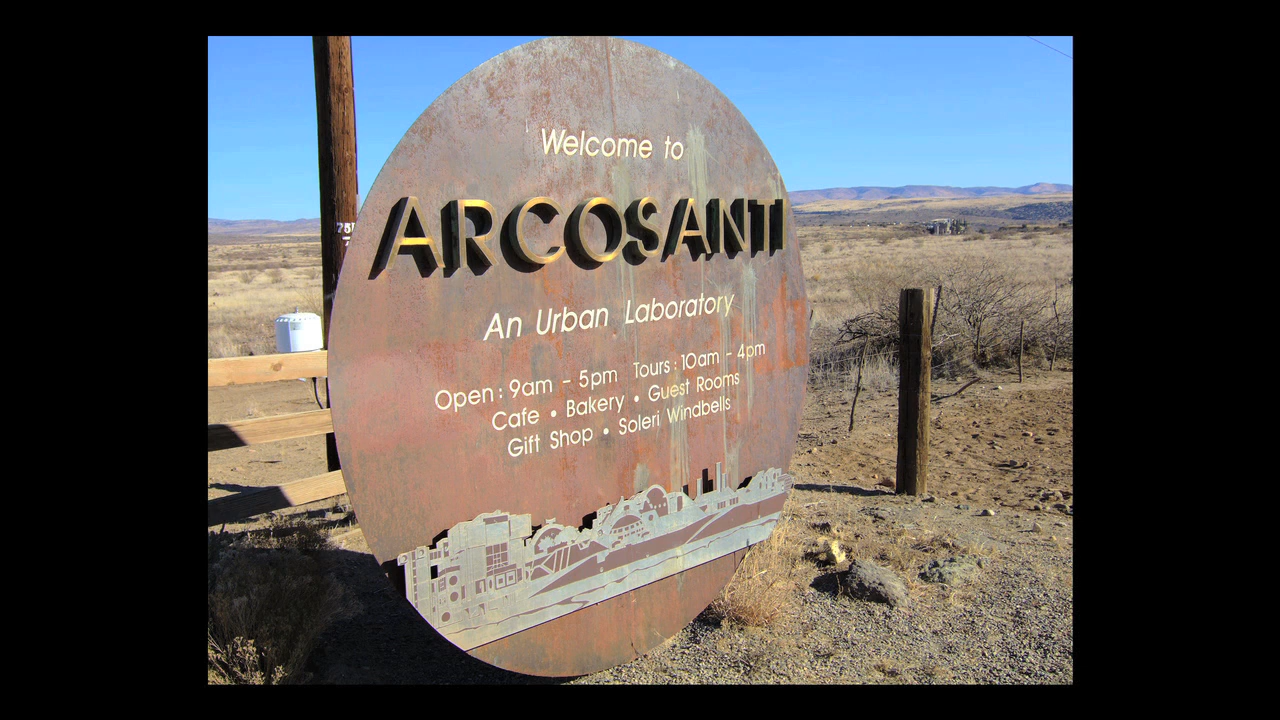 Welcome to
ARCOSANTI
An Urban Laboratory
Open: 9am - 5pm Tours: 10am - 4pm
Cafe • Bakery • Guest Rooms
Gift Shop • Soleri Windbells